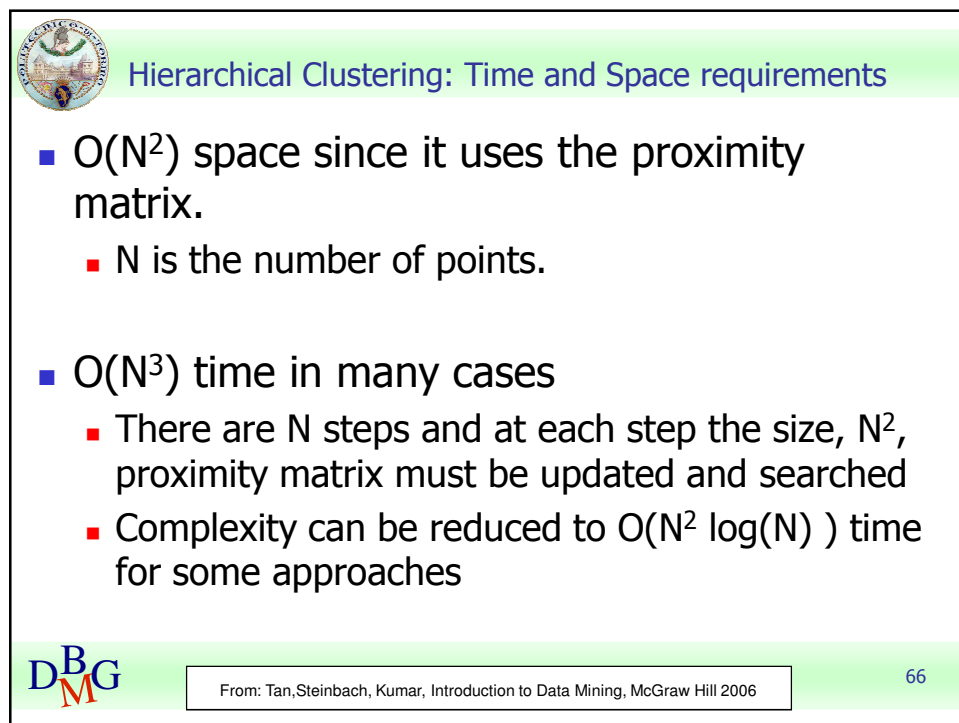 POLITECNICO DI TORINO
Hierarchical Clustering: Time and Space requirements
O(N²) space since it uses the proximity
matrix.
N is the number of points.
O(N³) time in many cases
There are N steps and at each step the size, N²,
proximity matrix must be updated and searched
Complexity can be reduced to O(N² log(N) ) time
for some approaches
DBMG
From: Tan,Steinbach, Kumar, Introduction to Data Mining, McGraw Hill 2006
66